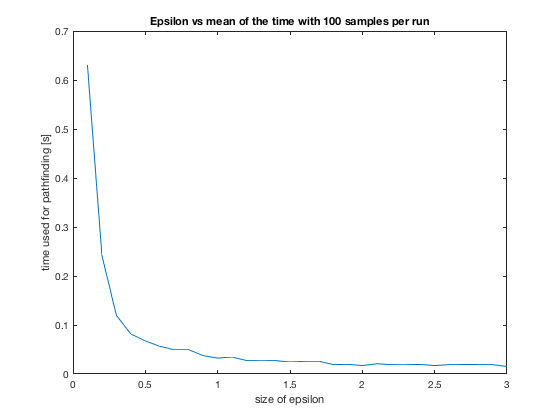 Epsilon vs mean of the time with 100 samples per run
0.7
0.6
0.5
0.4
0.3
0.2
0.1
0
time used for pathfinding [s]
0 0.5 1 1.5 2 2.5 3
size of epsilon